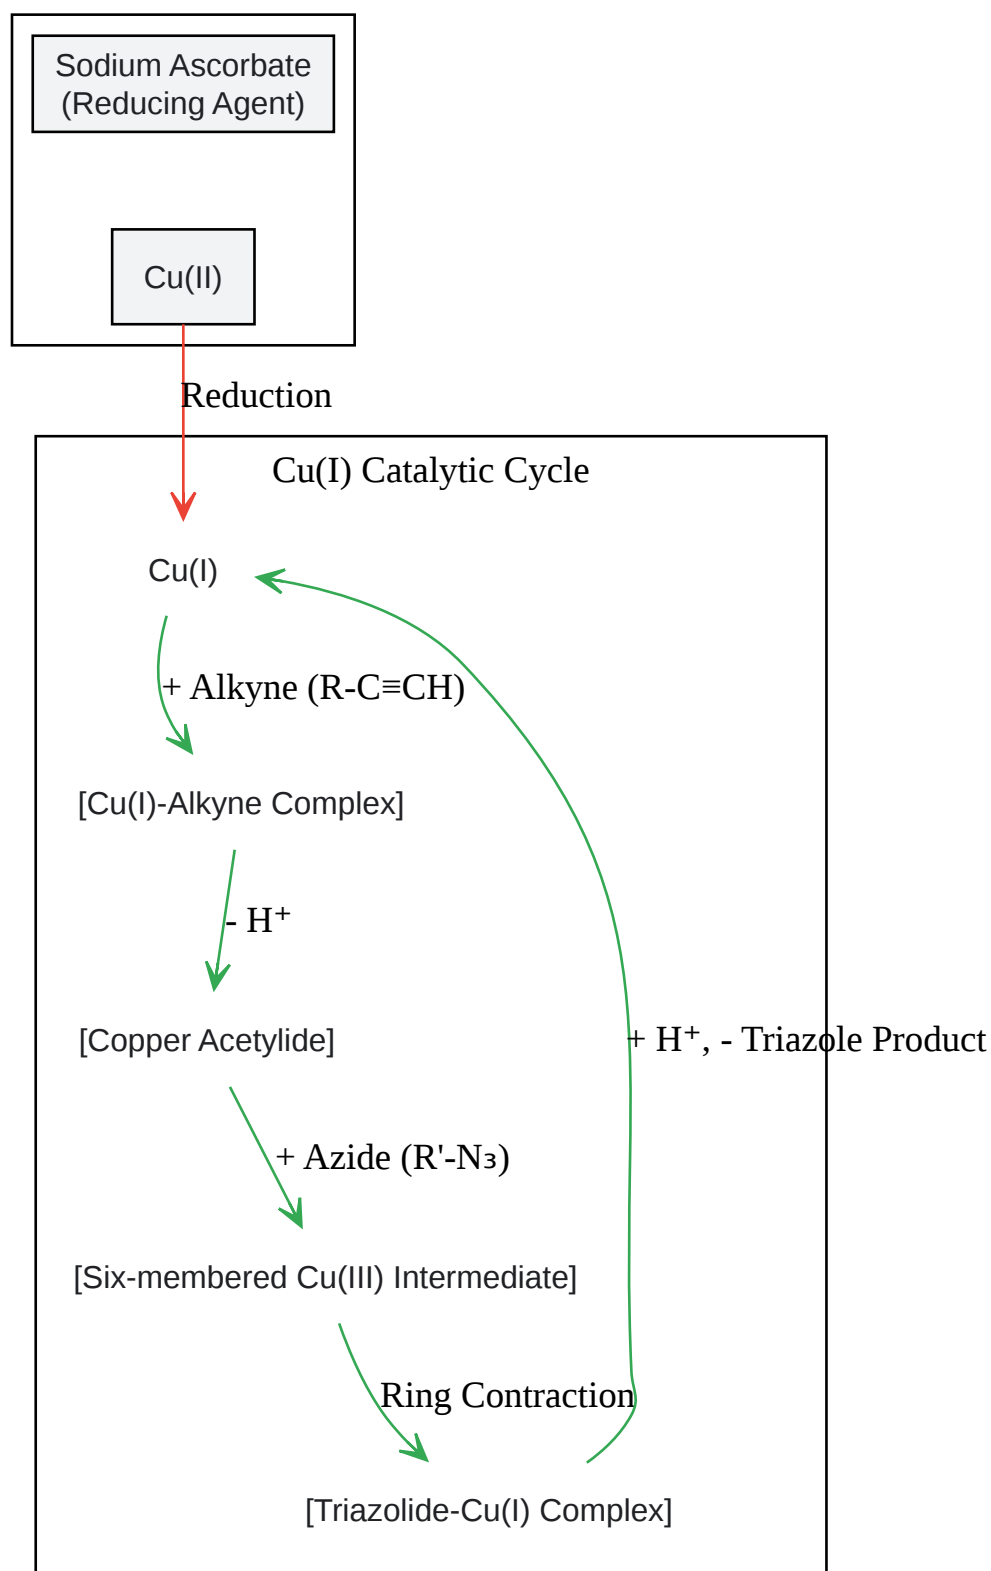 Sodium Ascorbate
(Reducing Agent)
Cu(II)
Reduction
Cu(I) Catalytic Cycle
Cu(I)
+ Alkyne (R-C≡CH)
[Cu(I)-Alkyne Complex]
- H⁺
[Copper Acetylide]
+ H⁺, - Triazole Product
+ Azide (R'-N₃)
[Six-membered Cu(III) Intermediate]
Ring Contraction
[Triazolide-Cu(I) Complex]